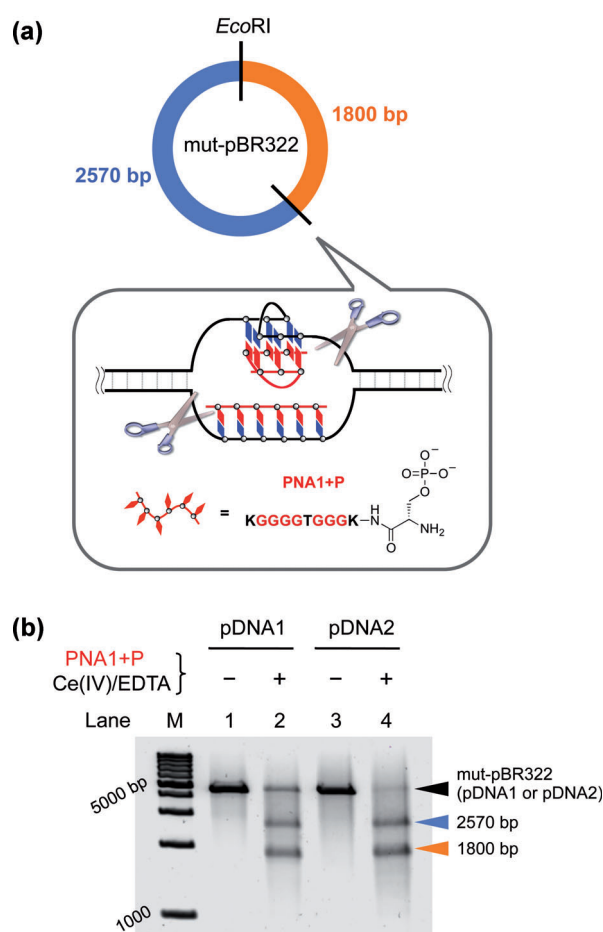 (a)
EcoRI
1800 bp
mut-pBR322
2570 bp
PNA1+P
= KGGGGTGGGK–NH
O
NH₂
O
O=P–O⁻
O⁻
(b)
pDNA1 pDNA2
PNA1+P
Ce(IV)/EDTA } – + – +
Lane M 1 2 3 4
5000 bp
mut-pBR322
(pDNA1 or pDNA2)
2570 bp
1800 bp
1000